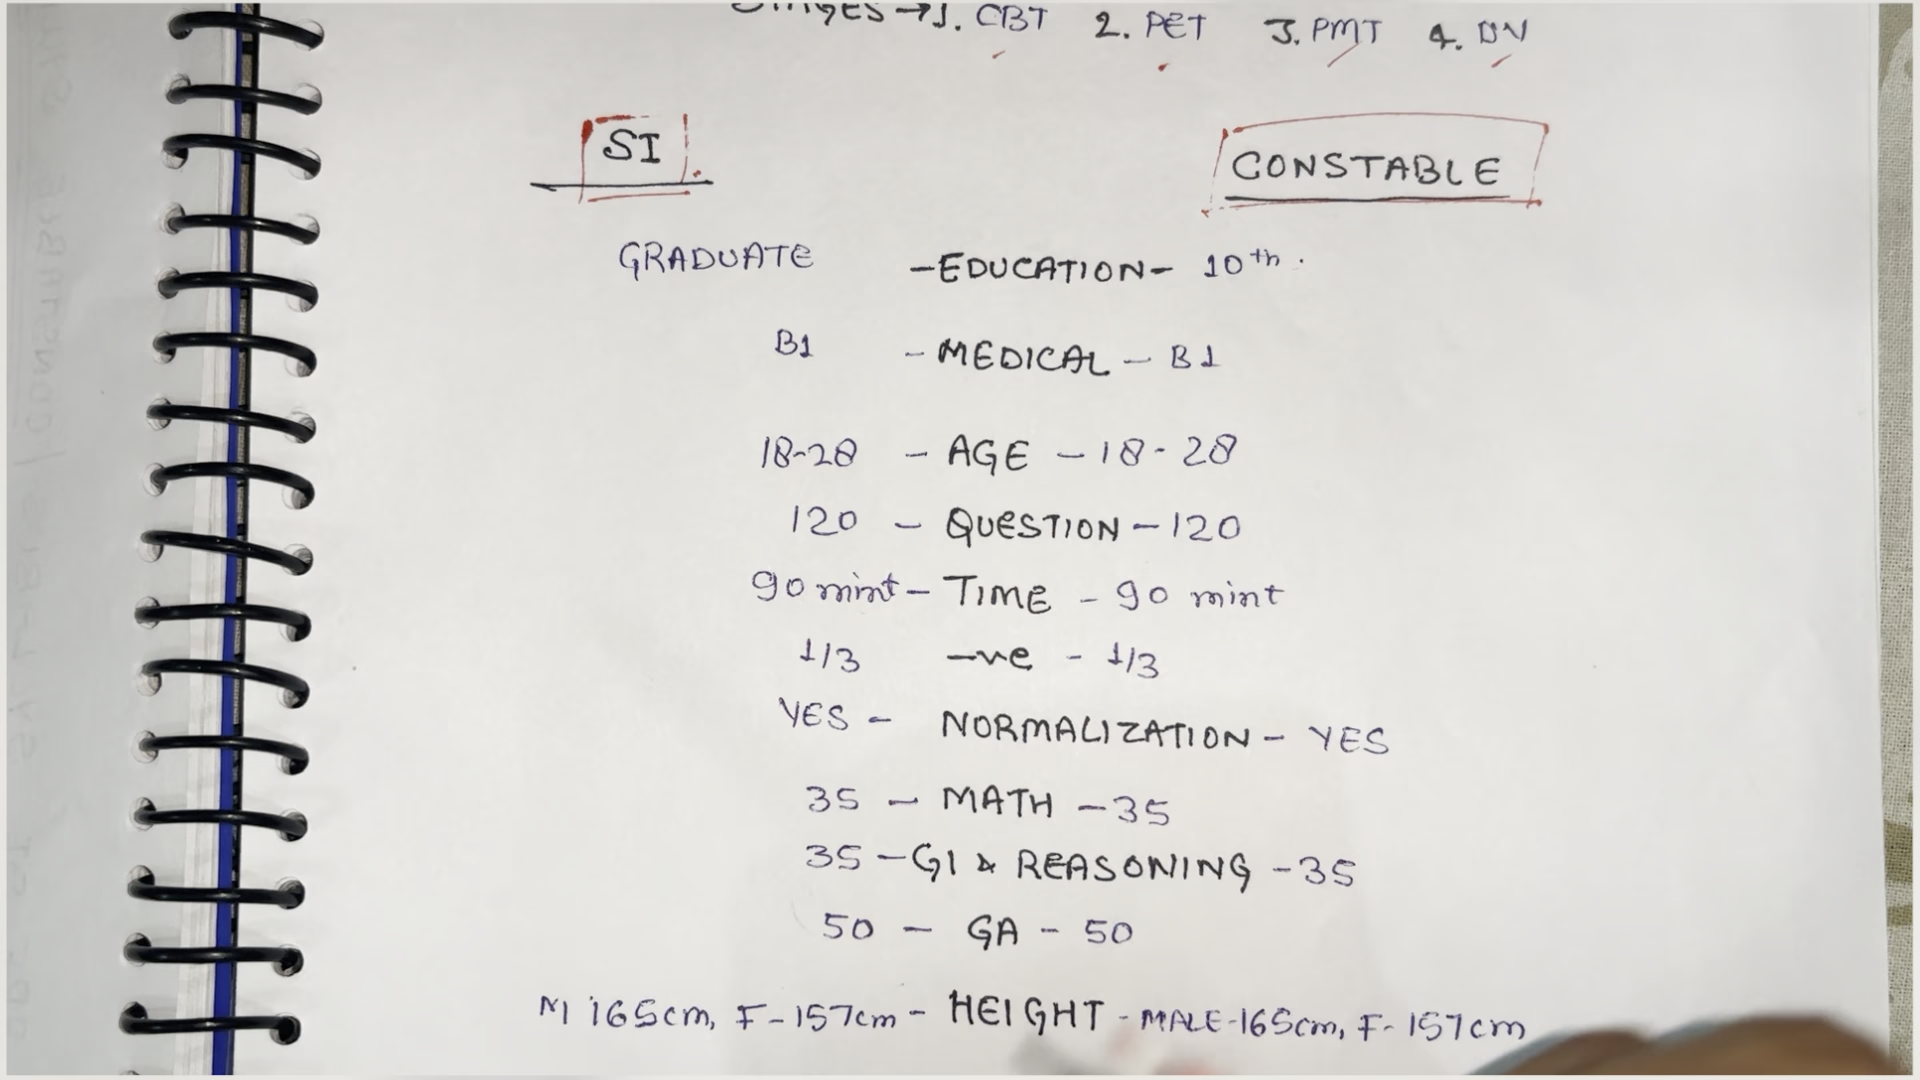 STAGES → 1. CBT 2. PET 3. PMT 4. DV
SI CONSTABLE
GRADUATE - EDUCATION - 10th.
B1 - MEDICAL - B1
18-28 - AGE - 18-28
120 - QUESTION - 120
90 mint - TIME - 90 mint
1/3 -ve - 1/3
YES - NORMALIZATION - YES
35 - MATH - 35
35 - GI & REASONING - 35
50 - GA - 50
M 165cm, F-157cm - HEIGHT - MALE-165cm, F-157cm